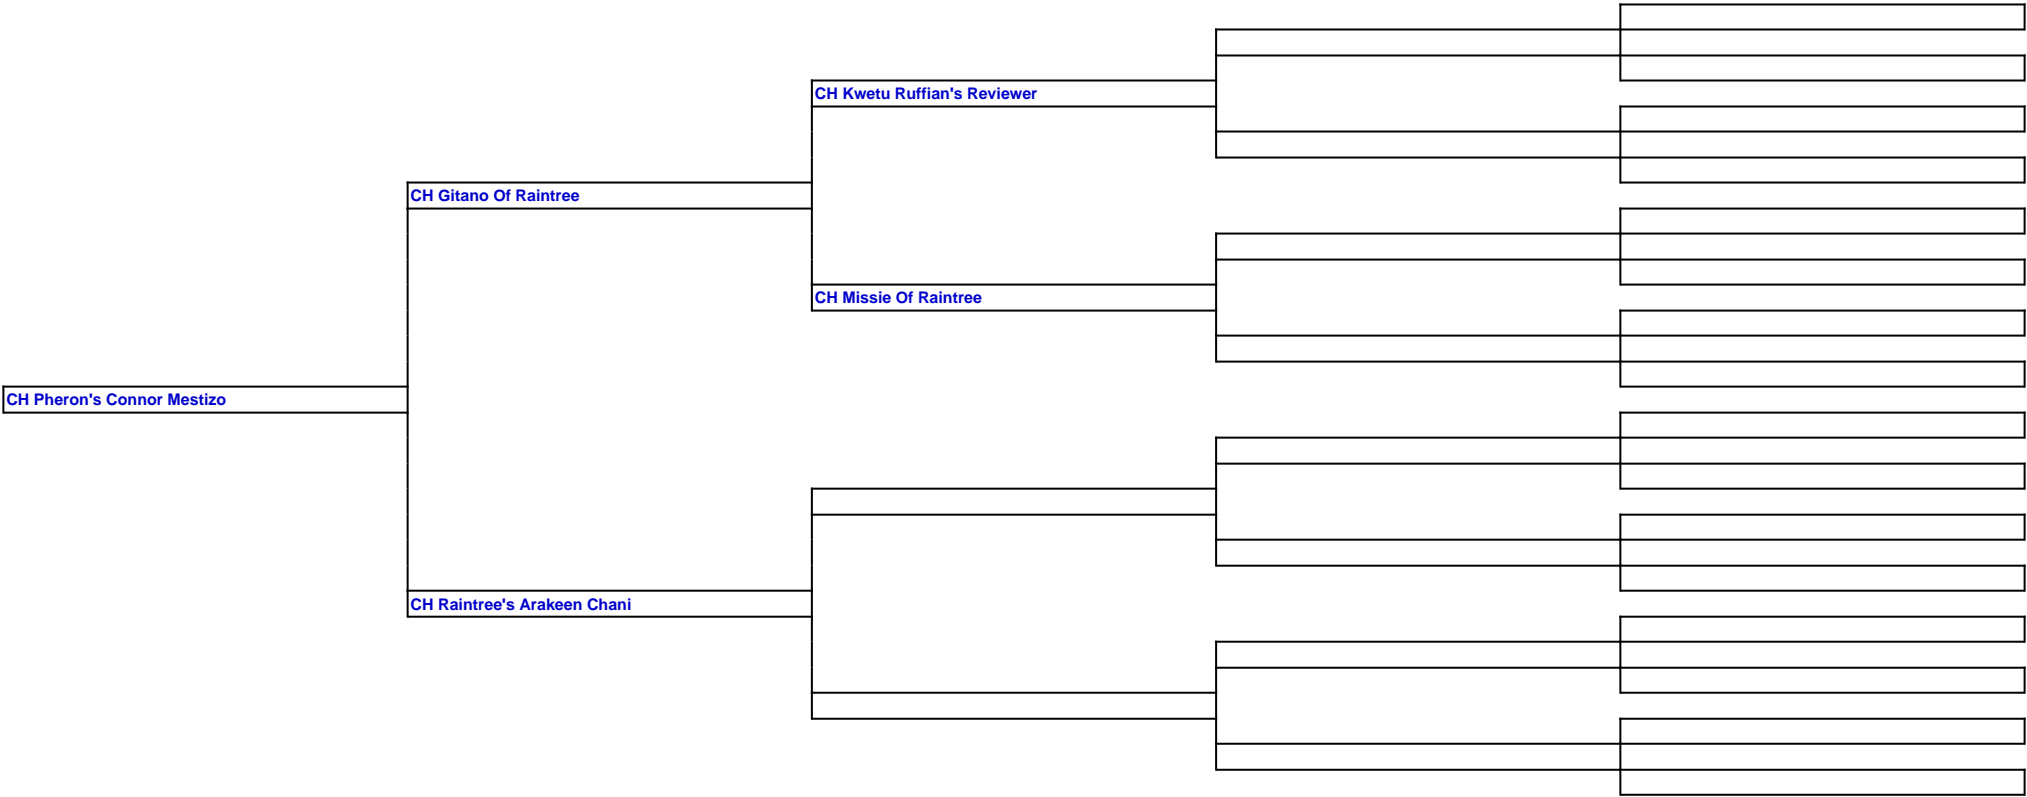 CH Kwetu Ruffian's Reviewer
CH Gitano Of Raintree
CH Missie Of Raintree
CH Pheron's Connor Mestizo
CH Raintree's Arakeen Chani